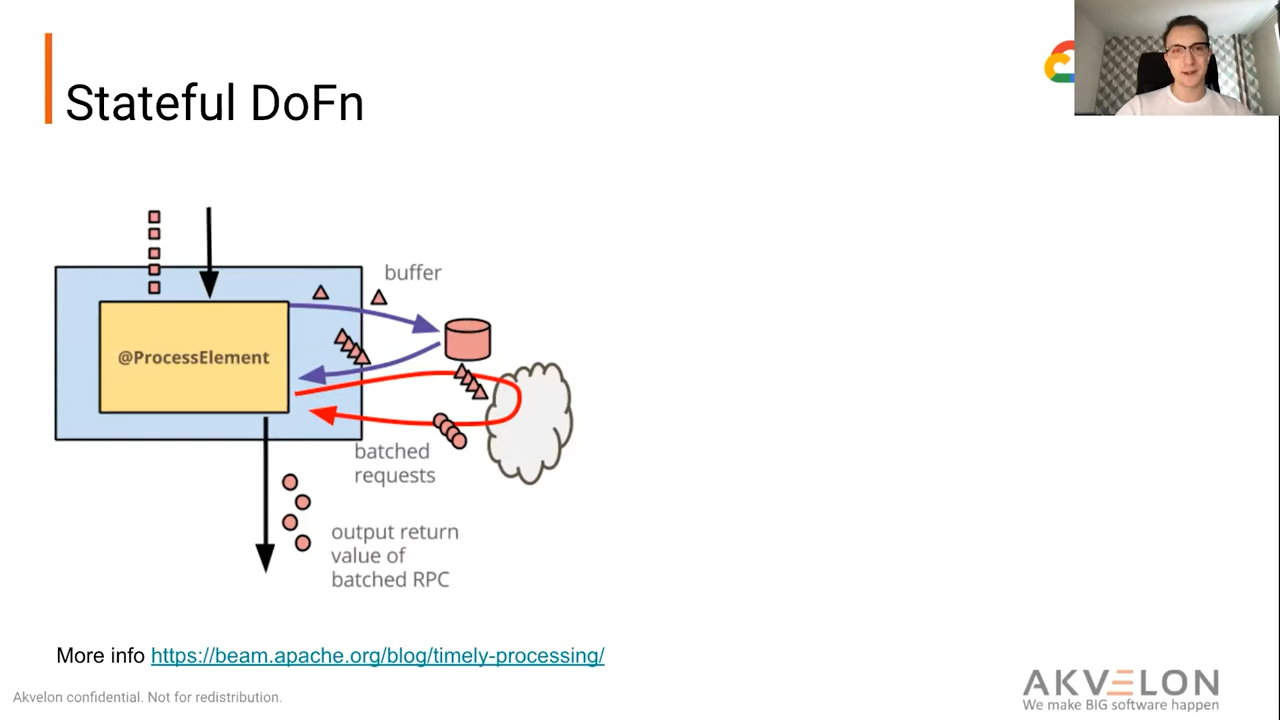 Stateful DoFn
buffer
@ProcessElement
batched
requests
output return
value of
batched RPC
More info https://beam.apache.org/blog/timely-processing/
Akvelon confidential. Not for redistribution.
AKVELON
We make BIG software happen